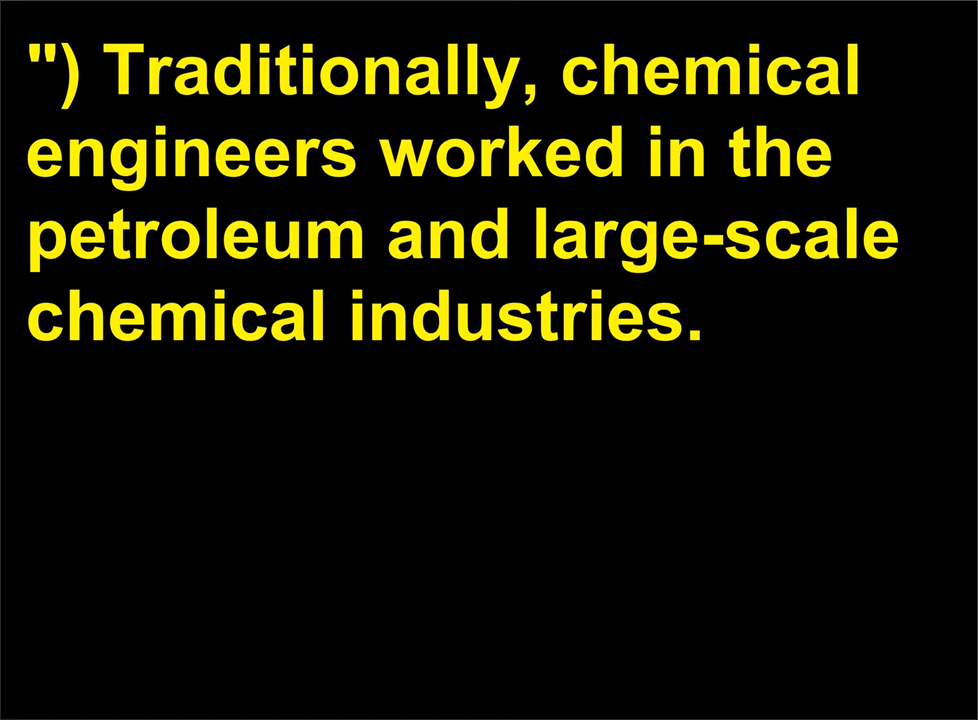 ") Traditionally, chemical
engineers worked in the
petroleum and large-scale
chemical industries.